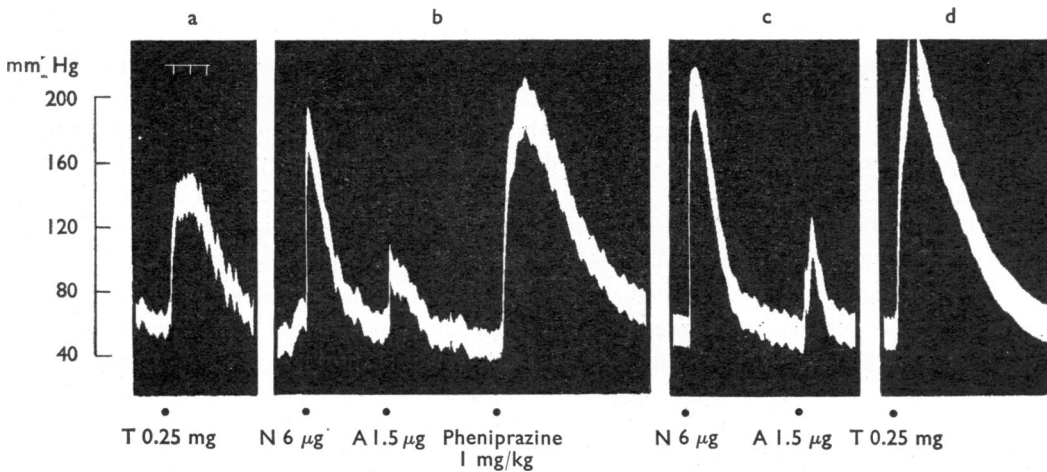 a b c d
mm Hg
200
160
120
80
40
T 0.25 mg N 6 µg A 1.5 µg Pheniprazine N 6 µg A 1.5 µg T 0.25 mg
1 mg/kg